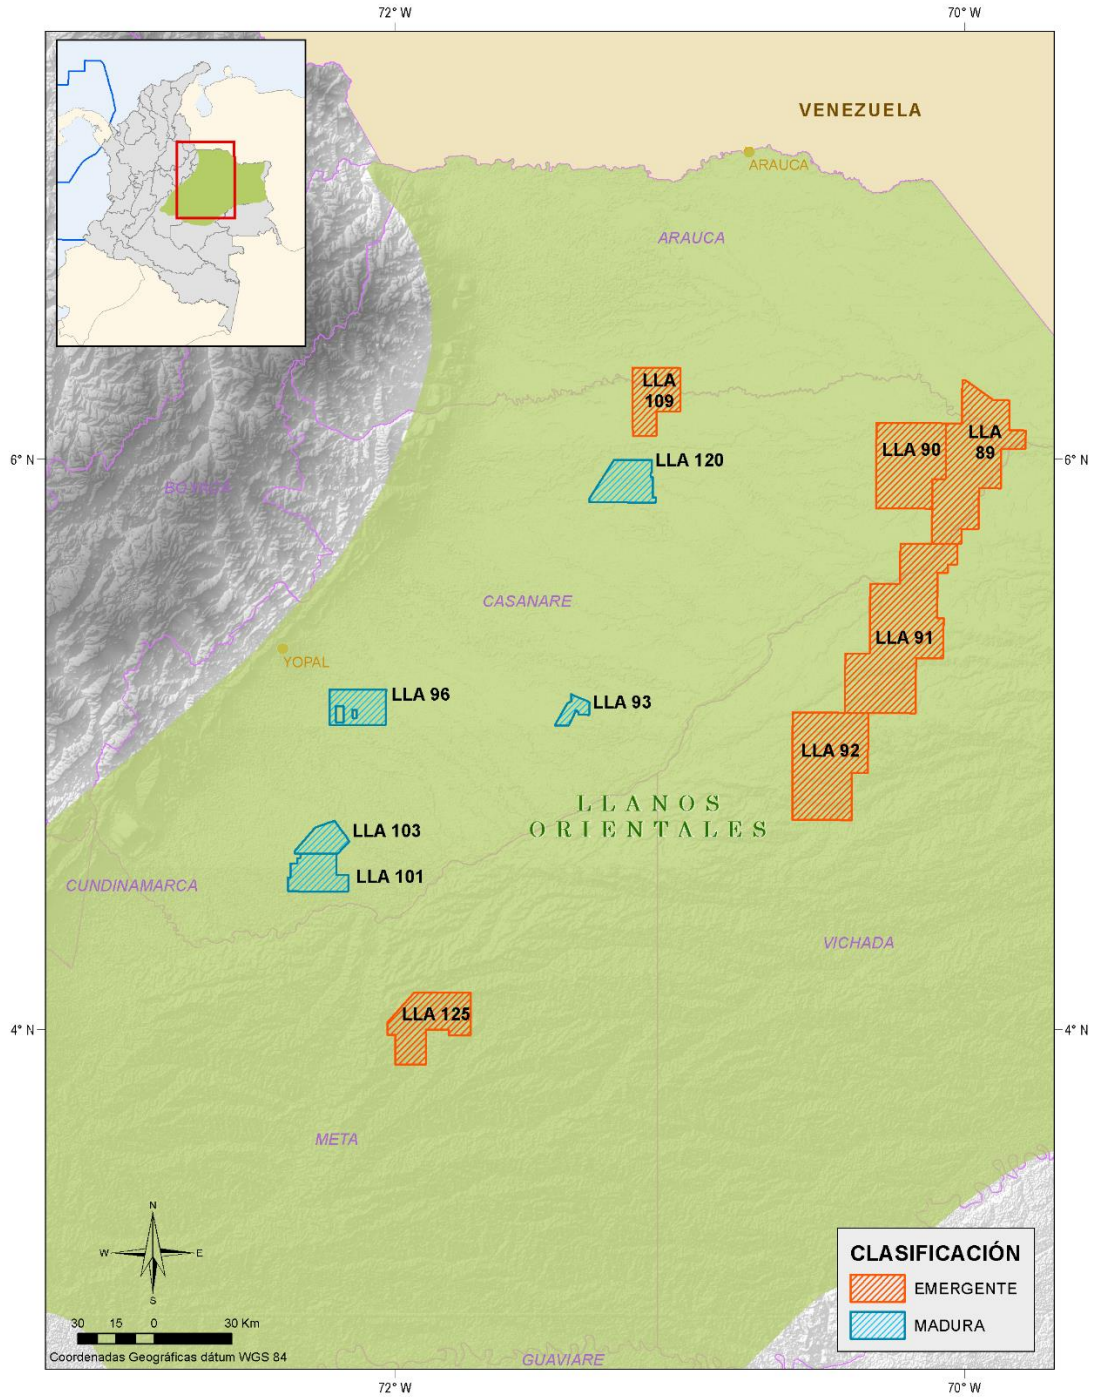 72° W
70° W
VENEZUELA
ARAUCA
ARAUCA
LLA
109
LLA 90
LLA
89
6° N
6° N
LLA 120
BOYACÁ
CASANARE
LLA 91
YOPAL
LLA 96
LLA 93
LLA 92
LLANOS
ORIENTALES
LLA 103
LLA 101
CUNDINAMARCA
VICHADA
4° N
4° N
LLA 125
META
N
W
E
S
CLASIFICACIÓN
EMERGENTE
MADURA
30 15 0 30 Km
Coordenadas Geográficas dátum WGS 84
GUAVIARE
72° W
70° W